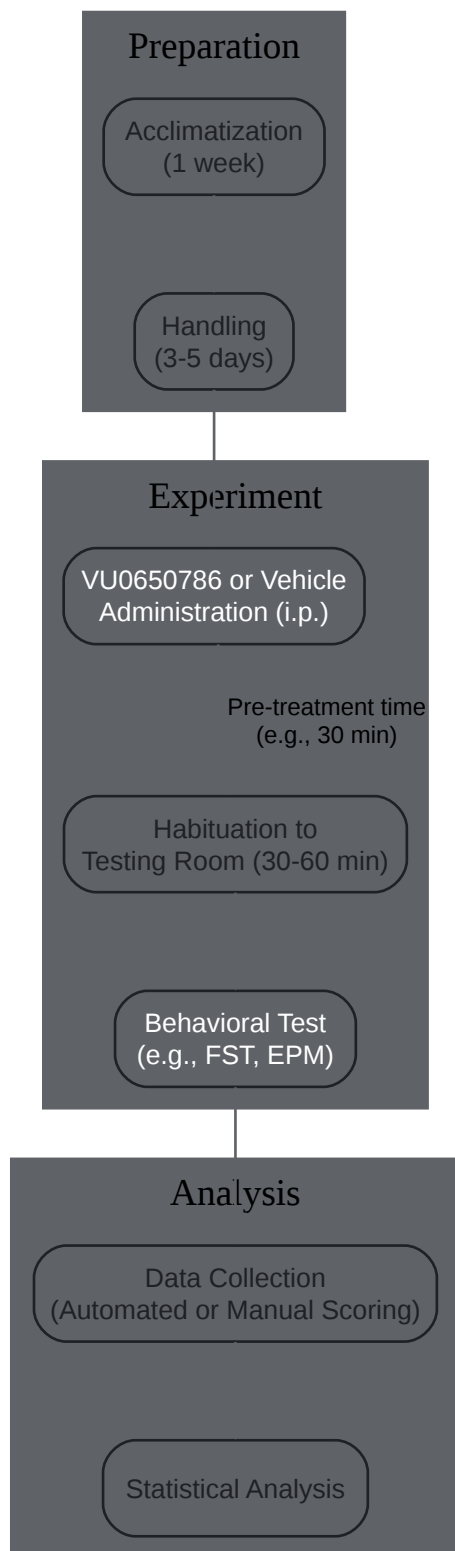 Preparation
Acclimatization
(1 week)
Handling
(3-5 days)
Experiment
VU0650786 or Vehicle
Administration (i.p.)
Pre-treatment time
(e.g., 30 min)
Habituation to
Testing Room (30-60 min)
Behavioral Test
(e.g., FST, EPM)
Analysis
Data Collection
(Automated or Manual Scoring)
Statistical Analysis